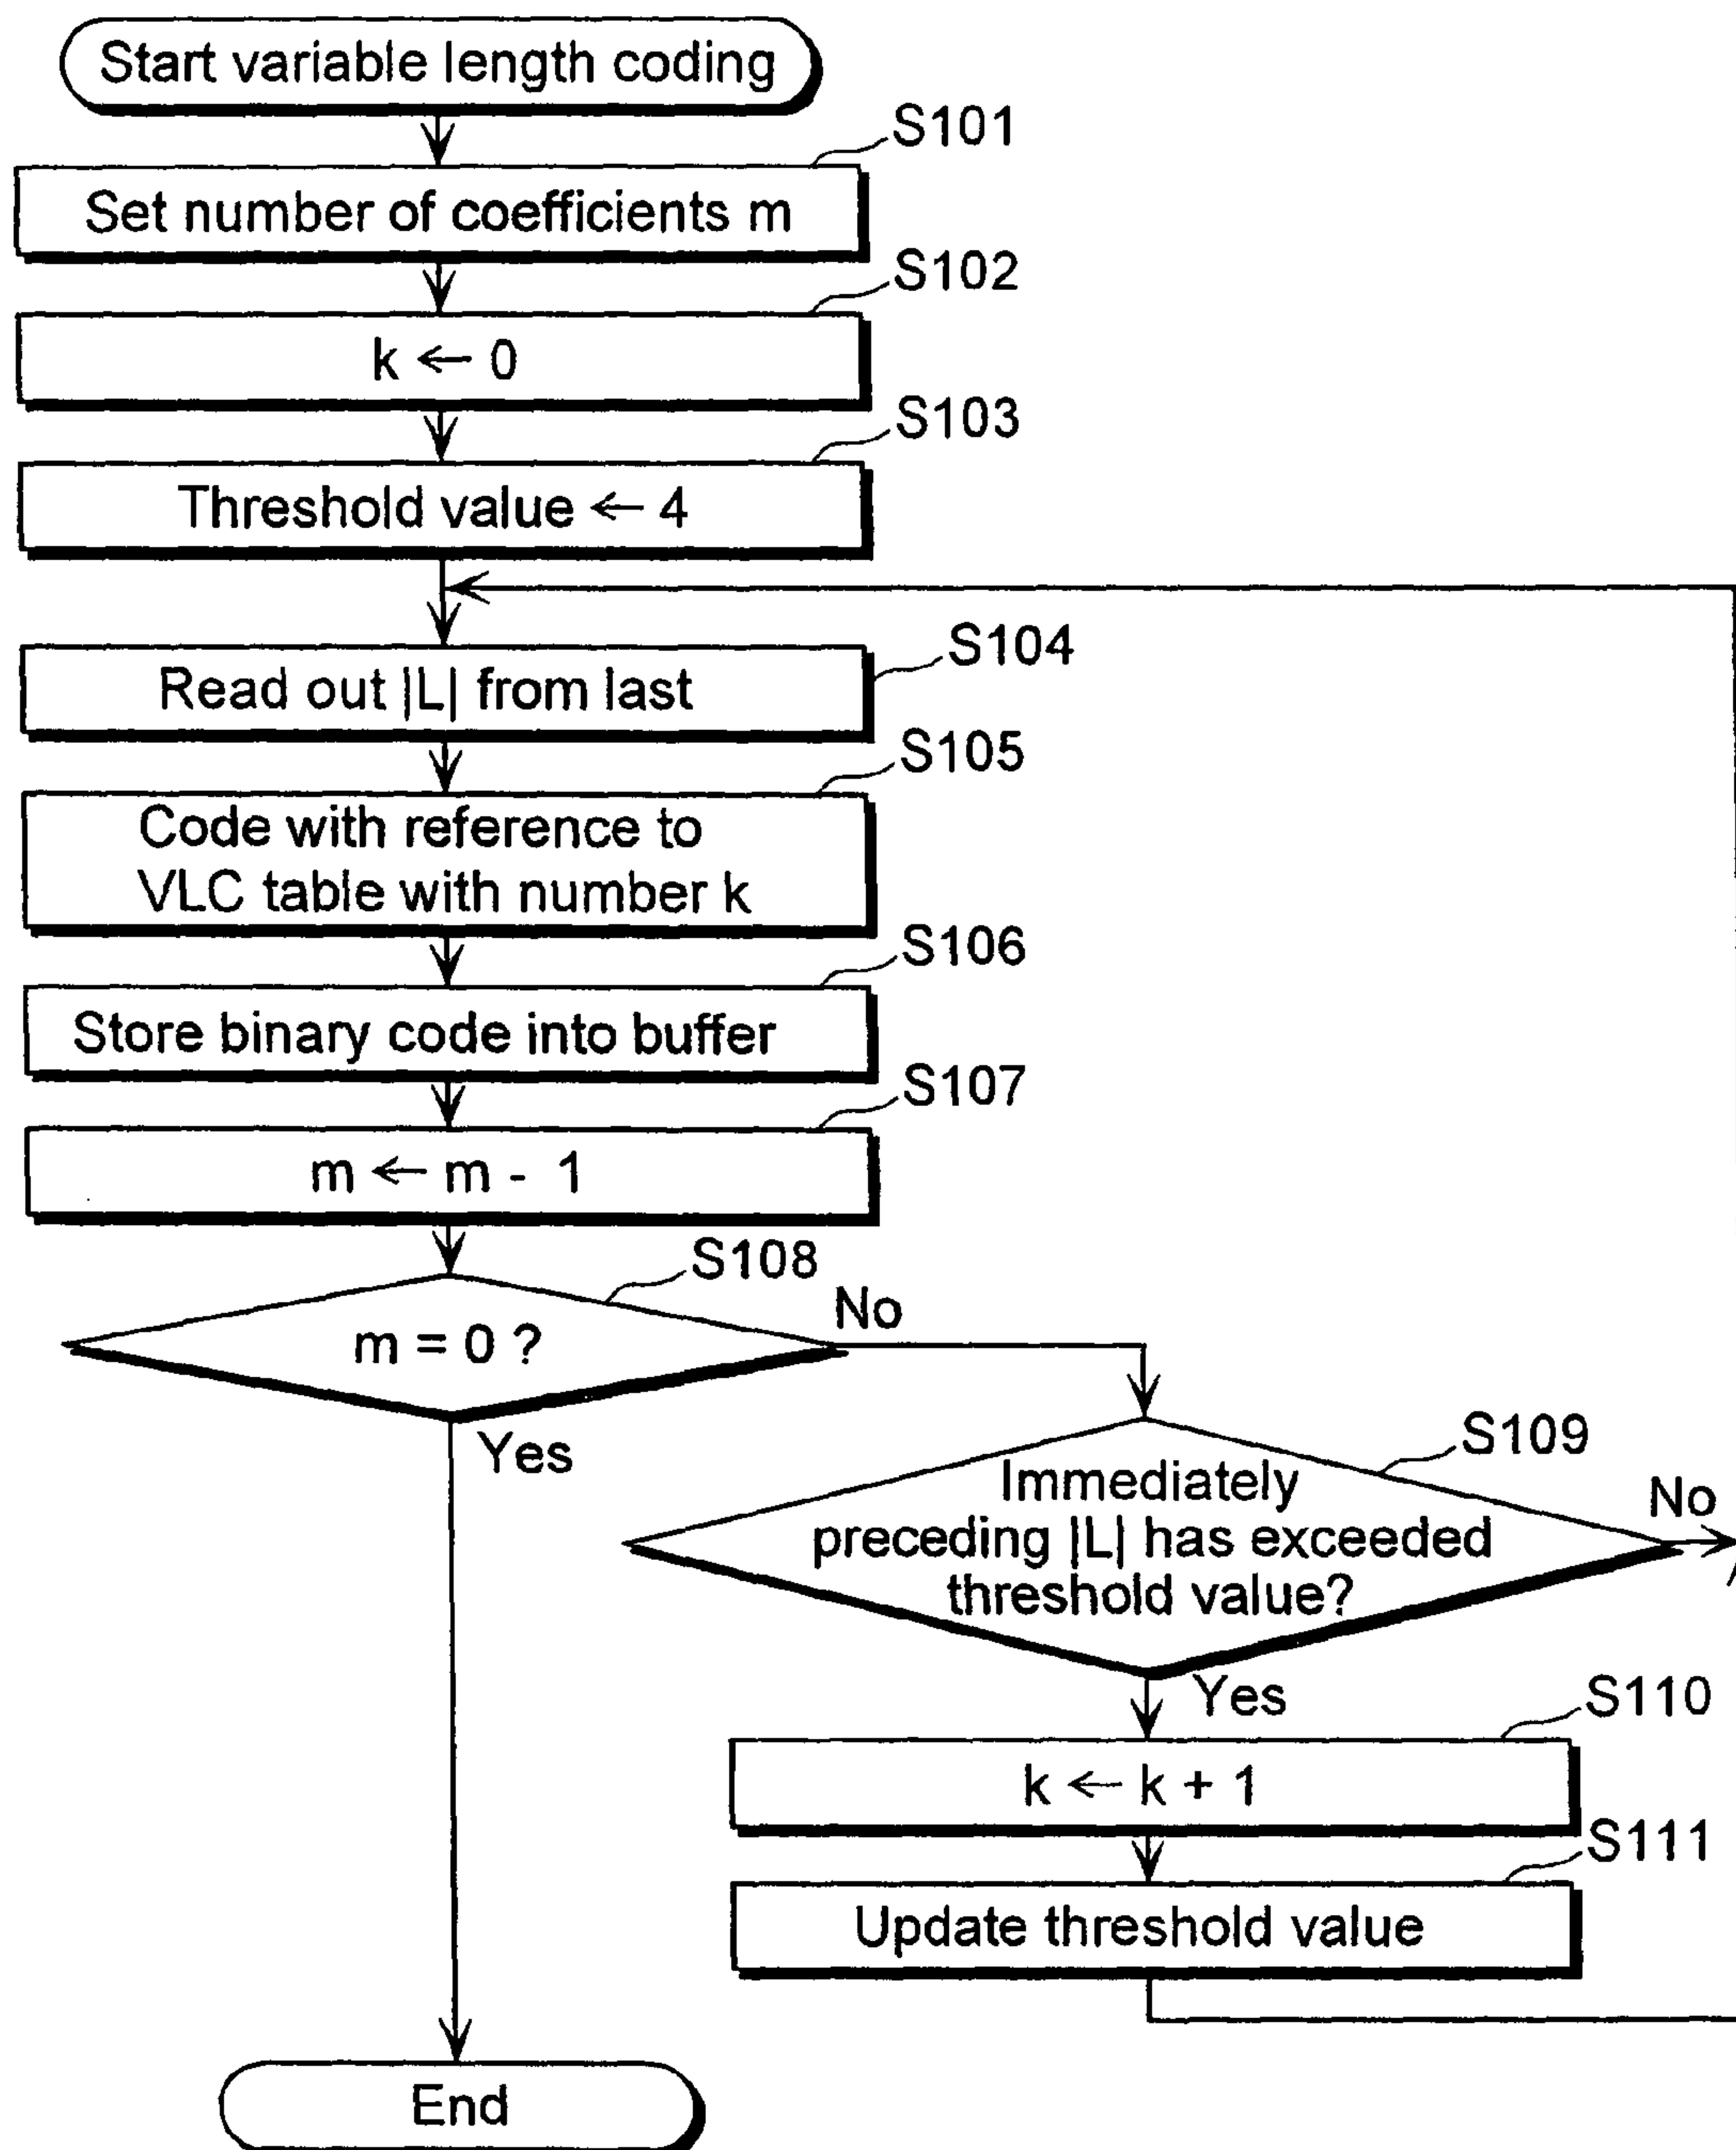 Start variable length coding
S101
Set number of coefficients m
S102
k ← 0
S103
Threshold value ← 4
S104
Read out |L| from last
S105
Code with reference to
VLC table with number k
S106
Store binary code into buffer
S107
m ← m - 1
S108
m = 0 ?
No
Yes
S109
Immediately
preceding |L| has exceeded
threshold value?
No
Yes
S110
k ← k + 1
S111
Update threshold value
End